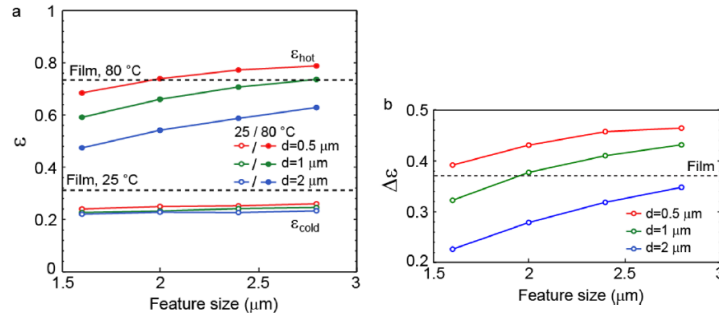 a
1
0.8
0.6
0.4
0.2
0
ε
Film, 80 °C
εhot
25 / 80 °C
/ d=0.5 μm
/ d=1 μm
/ d=2 μm
Film, 25 °C
εcold
1.5 2 2.5 3
Feature size (μm)
b
0.5
0.4
0.3
0.2
Δε
Film
d=0.5 μm
d=1 μm
d=2 μm
1.5 2 2.5 3
Feature size (μm)